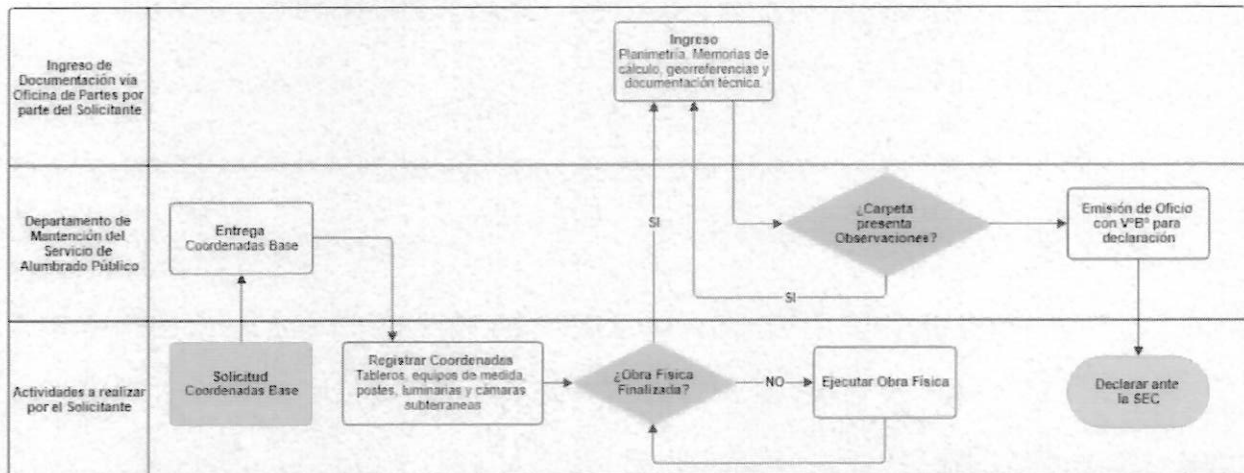 Ingreso de
Documentación vía
Oficina de Partes por
parte del Solicitante
Ingreso
Planimetría, Memorias de
cálculo, georreferencias y
documentación técnica.
Departamento de
Mantención del
Servicio de
Alumbrado Público
Entrega
Coordenadas Base
SI
¿Carpeta
presenta
Observaciones?
SI
Emisión de Oficio
con VºBº para
declaración
Actividades a realizar
por el Solicitante
Solicitud
Coordenadas Base
Registrar Coordenadas
Tableros, equipos de medida,
postes, luminarias y cámaras
subterraneas
¿Obra Física
Finalizada?
NO
Ejecutar Obra Física
Declarar ante
la SEC